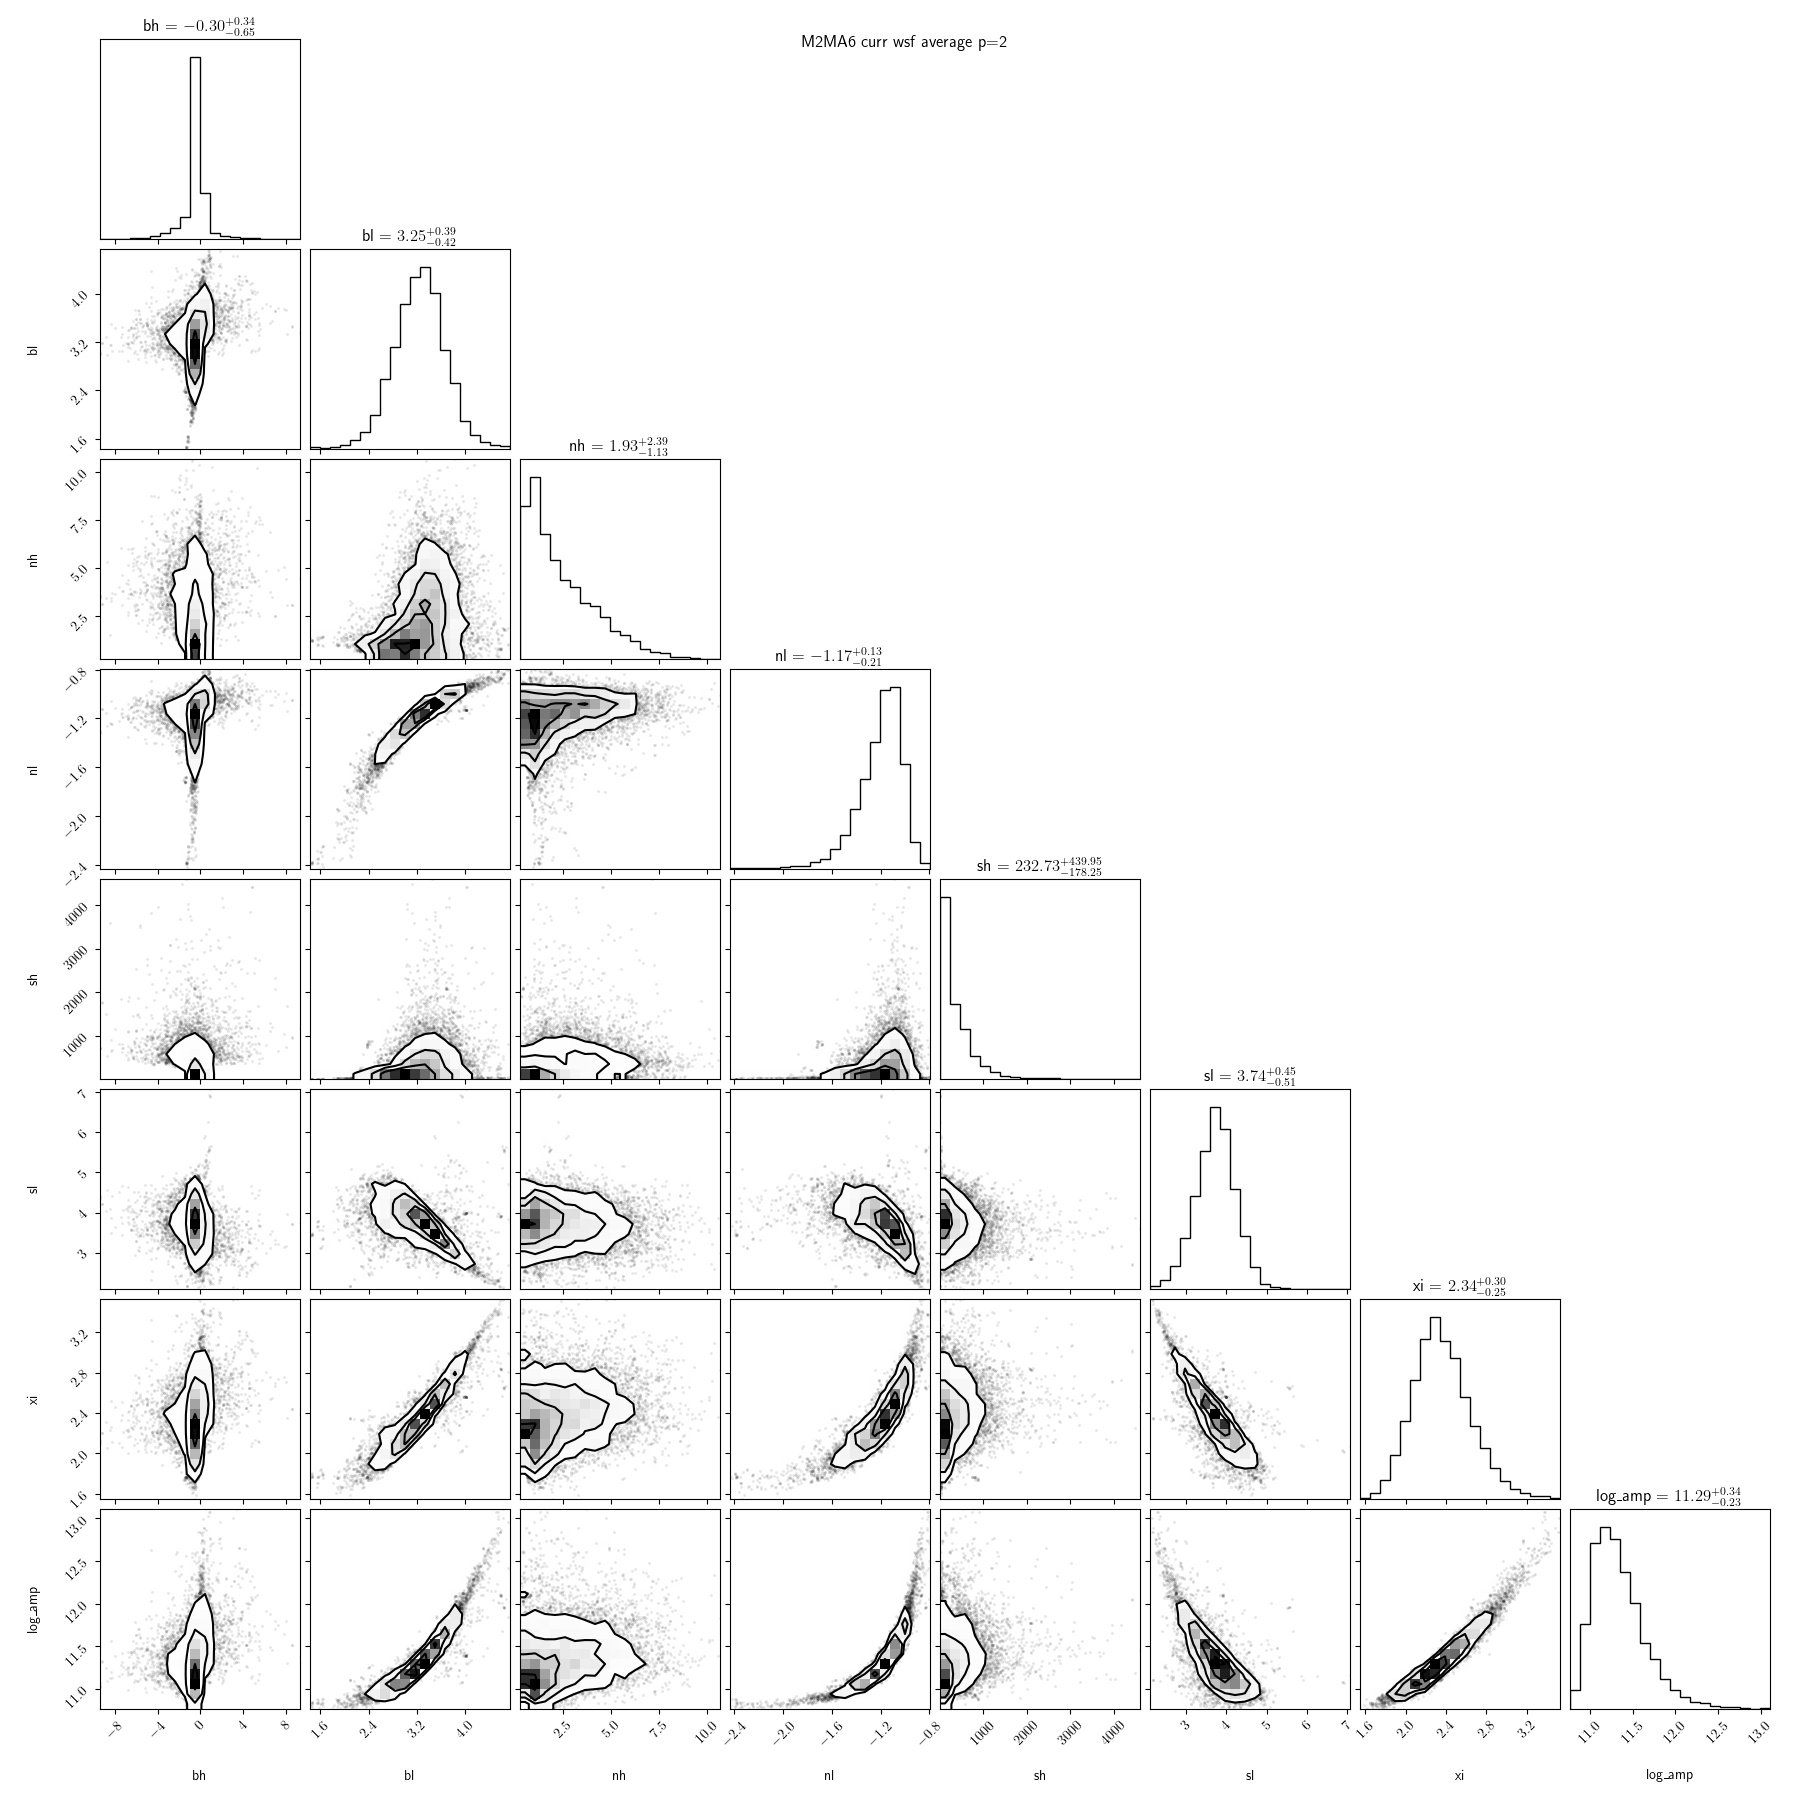 bh = −0.30+0.34−0.65
M2MA6 curr wsf average p=2
bl = 3.25+0.39−0.42
bl
4.0
3.2
2.4
1.6
nh = 1.93+2.39−1.13
nh
10.0
7.5
5.0
2.5
nl = −1.17+0.13−0.21
nl
−0.8
−1.2
−1.6
−2.0
−2.4
sh = 232.73+439.95−178.25
sh
4000
3000
2000
1000
sl = 3.74+0.45−0.51
sl
7
6
5
4
3
xi = 2.34+0.30−0.25
xi
3.2
2.8
2.4
2.0
1.6
log_amp = 11.29+0.34−0.23
log_amp
13.0
12.5
12.0
11.5
11.0
−8 −4 0 4 8 1.6 2.4 3.2 4.0 2.5 5.0 7.5 10.0 −2.4 −2.0 −1.6 −1.2 −0.8 1000 2000 3000 4000 3 4 5 6 7 1.6 2.0 2.4 2.8 3.2 11.0 11.5 12.0 12.5 13.0
bh bl nh nl sh sl xi log_amp